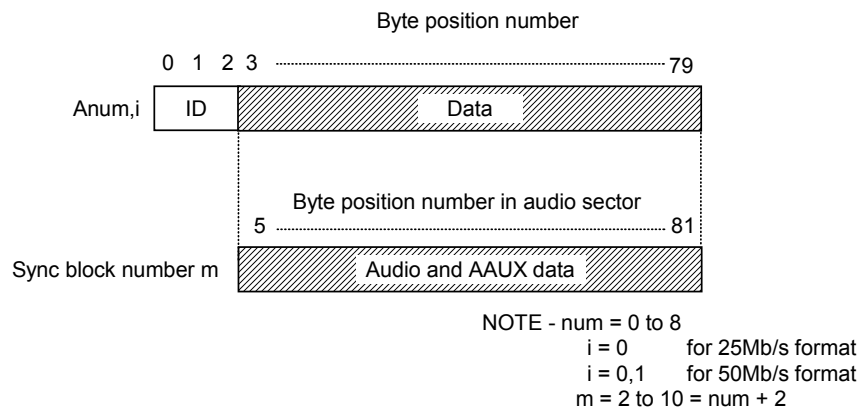 Byte position number
0 1 2 3 79
Anum,i ID Data
Byte position number in audio sector
5 81
Sync block number m Audio and AAUX data
NOTE - num = 0 to 8
i = 0 for 25Mb/s format
i = 0,1 for 50Mb/s format
m = 2 to 10 = num + 2